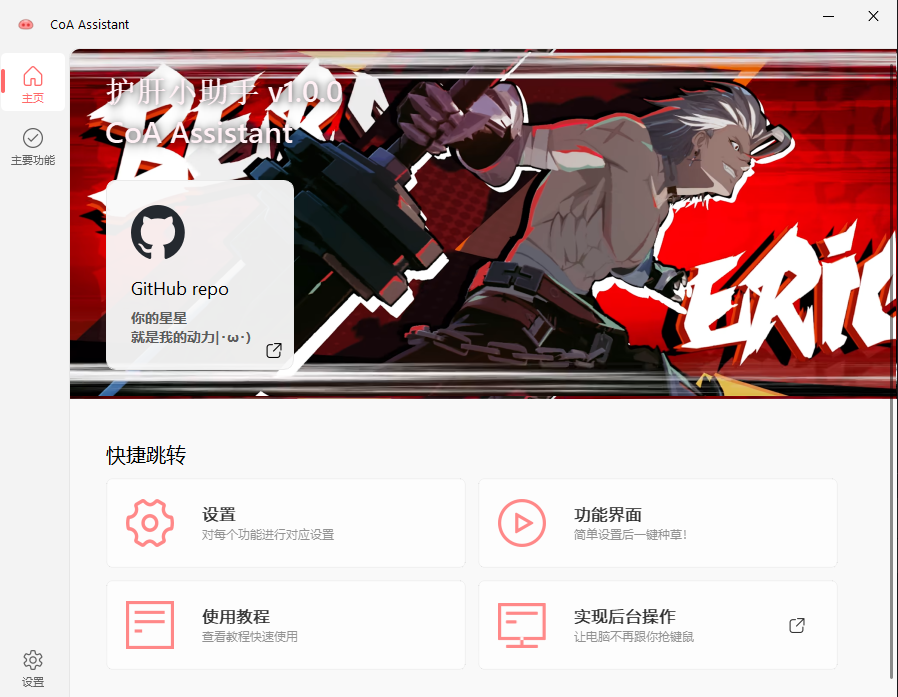 CoA Assistant
主页
主要功能
护肝小助手 v1.0.0
CoA Assistant
BERI
ERIC
GitHub repo
你的星星
就是我的动力|·ω·)
快捷跳转
设置
对每个功能进行对应设置
功能界面
简单设置后一键种草!
使用教程
查看教程快速使用
实现后台操作
让电脑不再跟你抢键鼠
设置